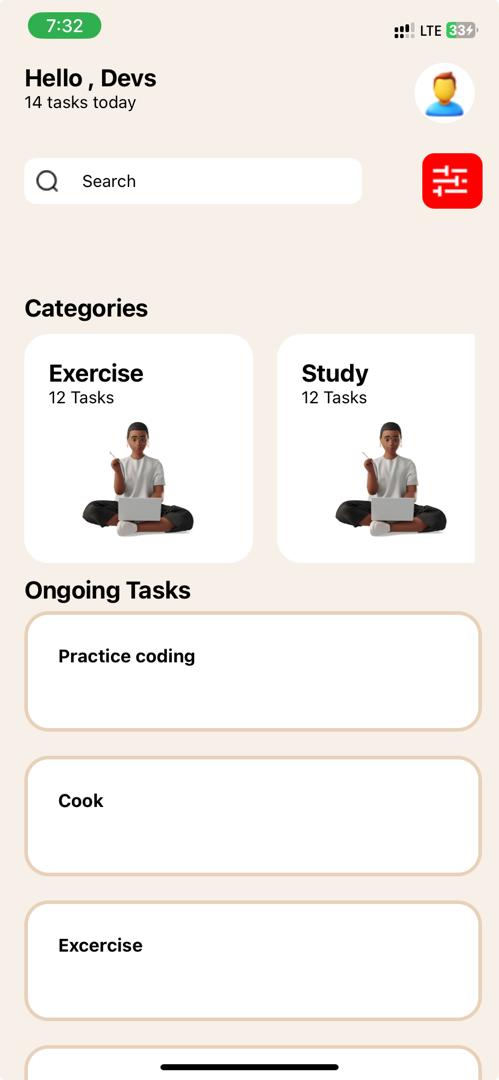 7:32
LTE
33
Hello , Devs
14 tasks today
Search
Categories
Exercise
12 Tasks
Study
12 Tasks
Ongoing Tasks
Practice coding
Cook
Excercise